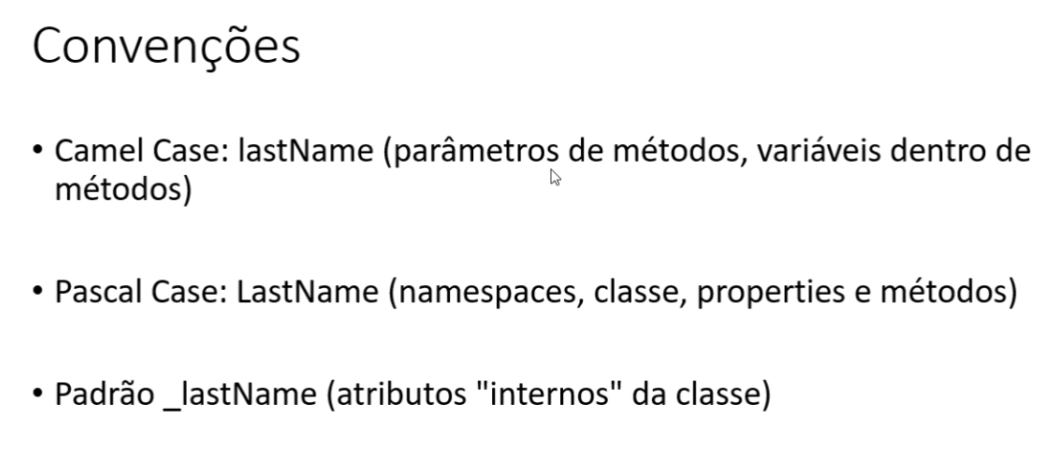 Convenções
• Camel Case: lastName (parâmetros de métodos, variáveis dentro de
métodos)
• Pascal Case: LastName (namespaces, classe, properties e métodos)
• Padrão _lastName (atributos "internos" da classe)